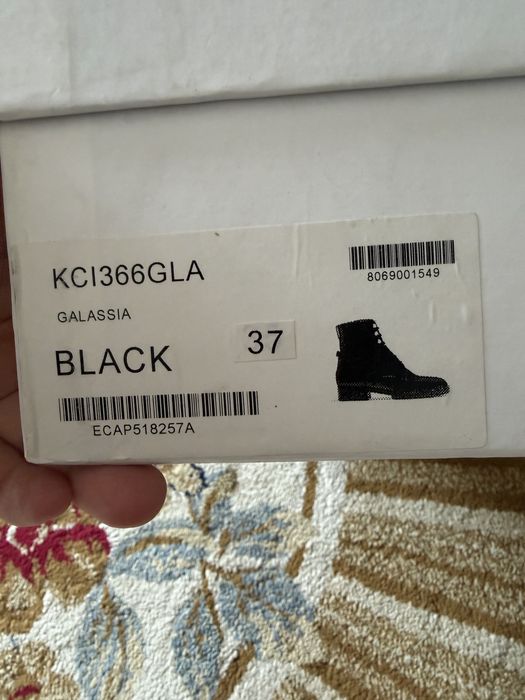 KCI366GLA
8069001549
GALASSIA
37
BLACK
ECAP518257A